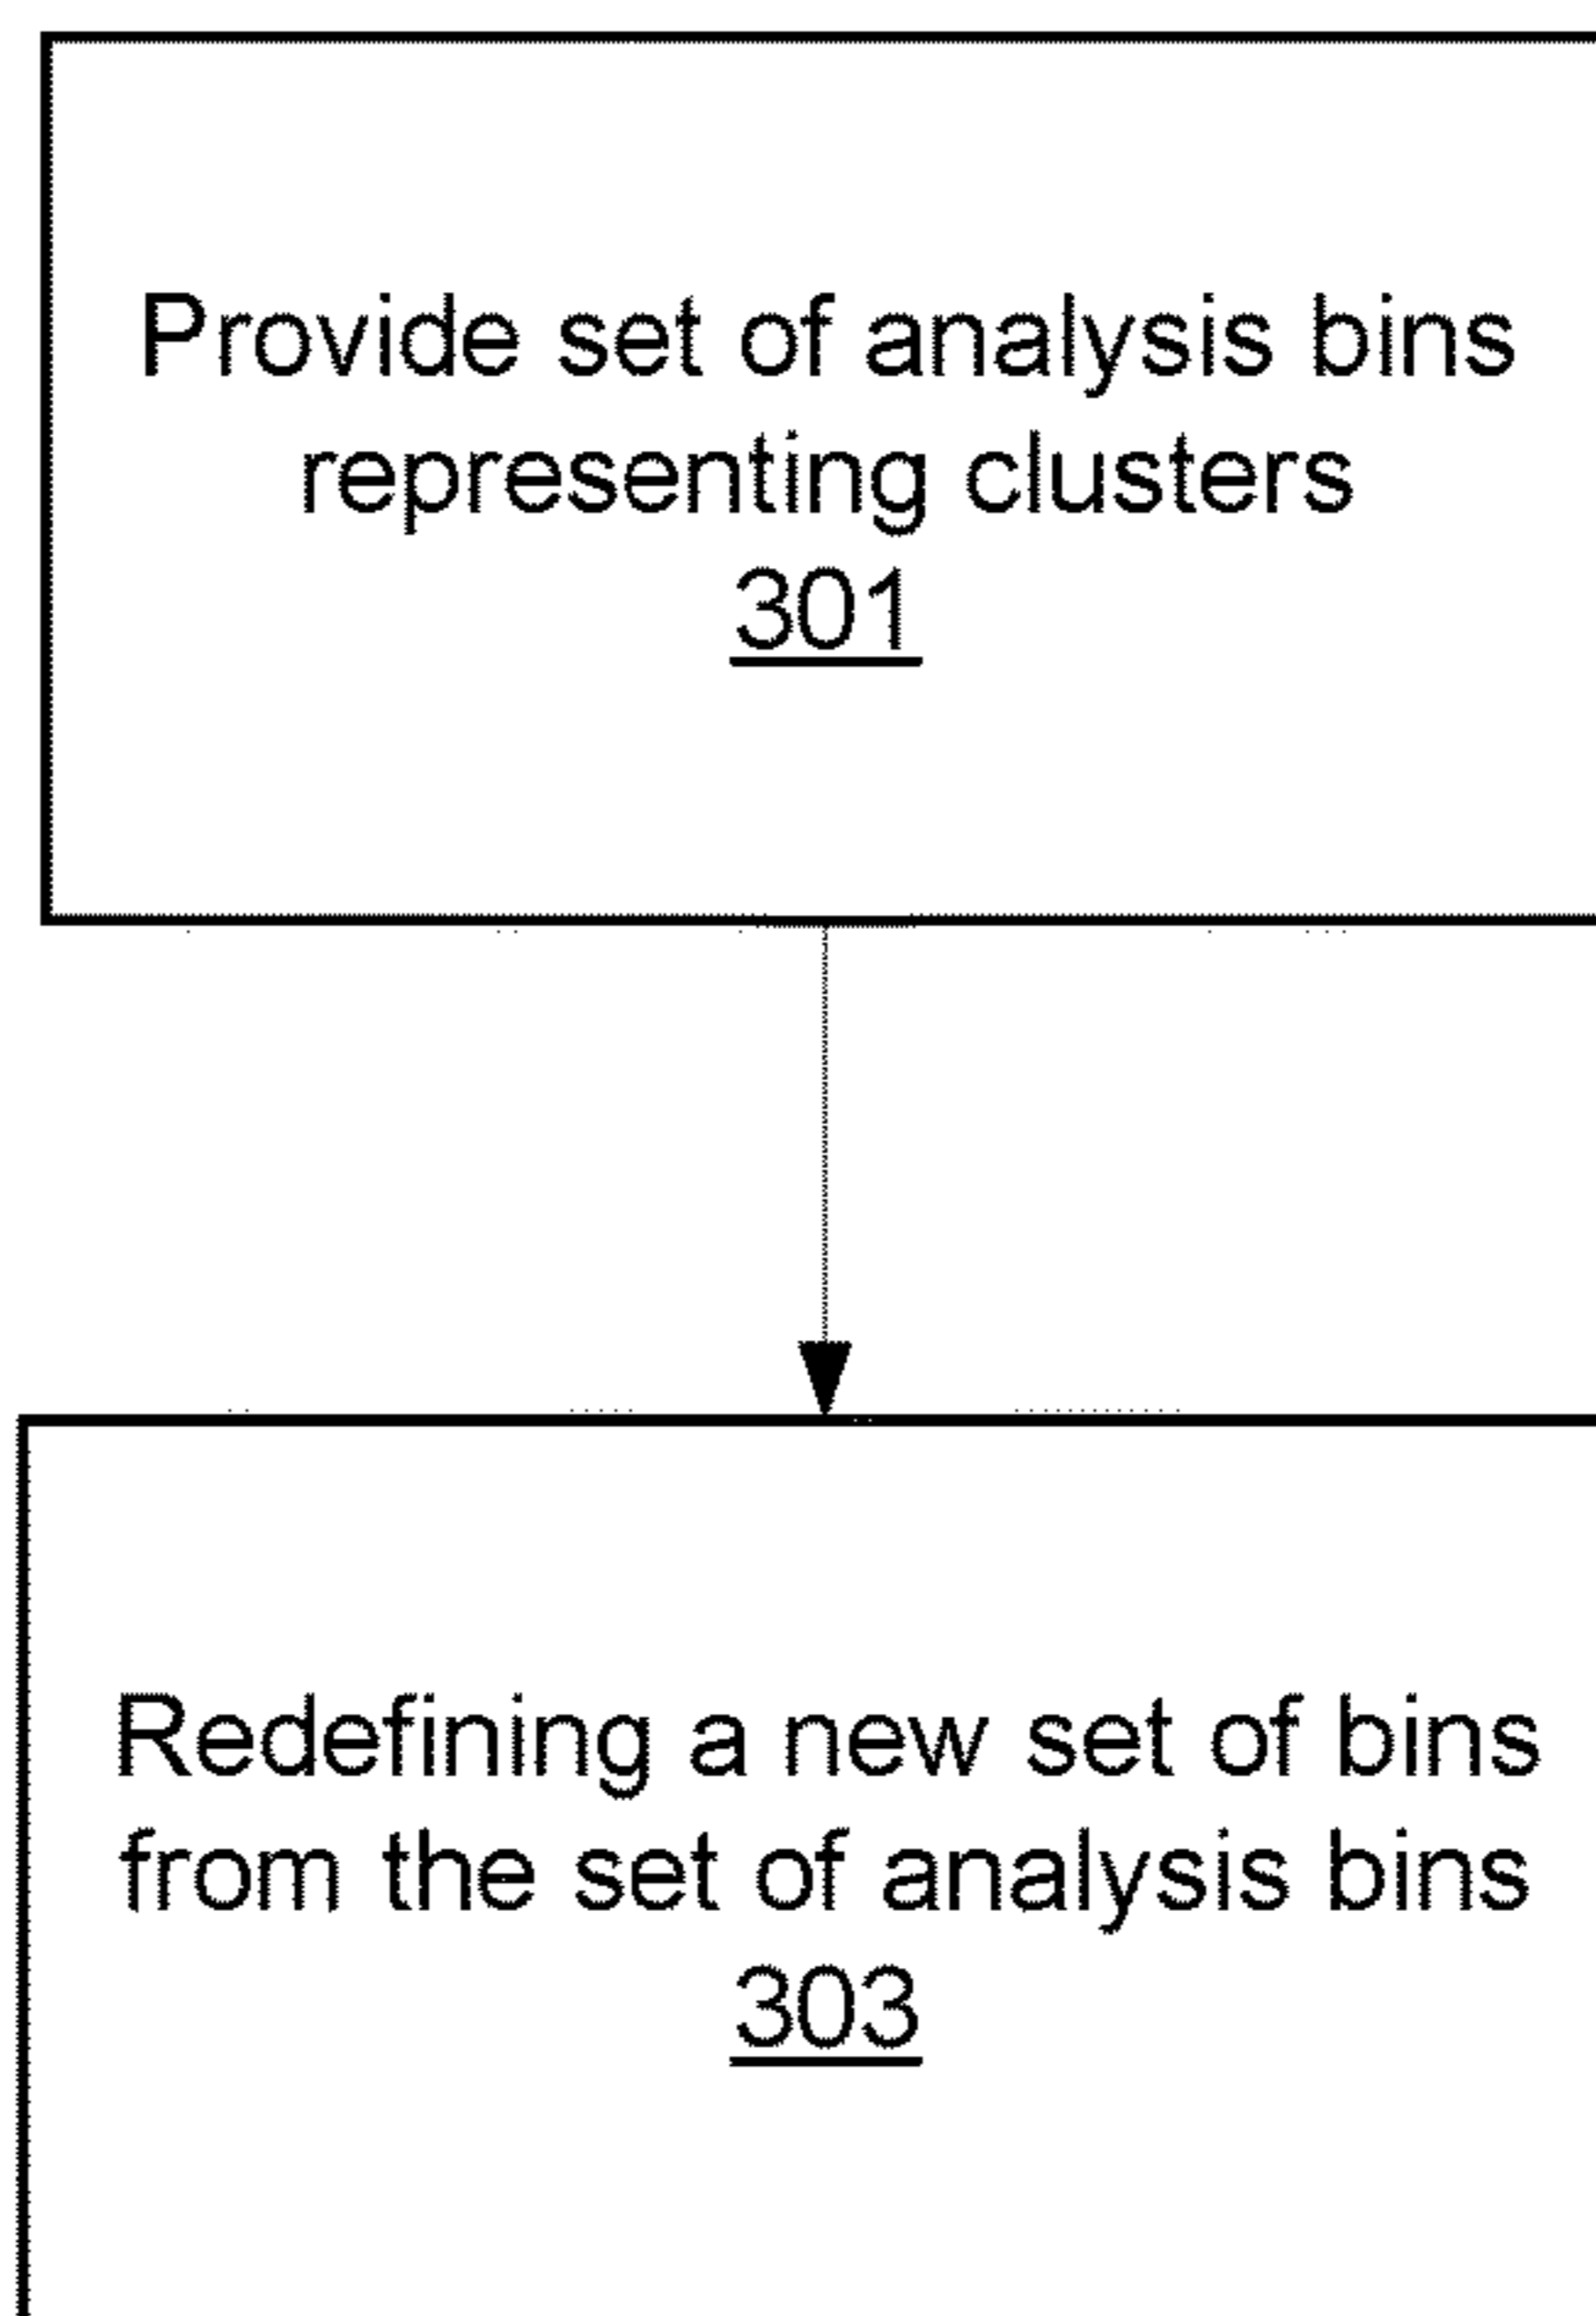 Provide set of analysis bins
representing clusters
301
Redefining a new set of bins
from the set of analysis bins
303